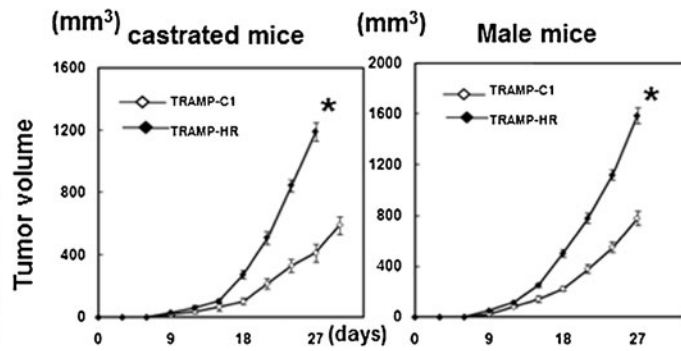 (mm³) castrated mice
1600
1200
800
400
0
TRAMP-C1
TRAMP-HR
*
0 9 18 27 (days)
Tumor volume
(mm³) Male mice
2000
1600
1200
800
400
0
TRAMP-C1
TRAMP-HR
*
0 9 18 27